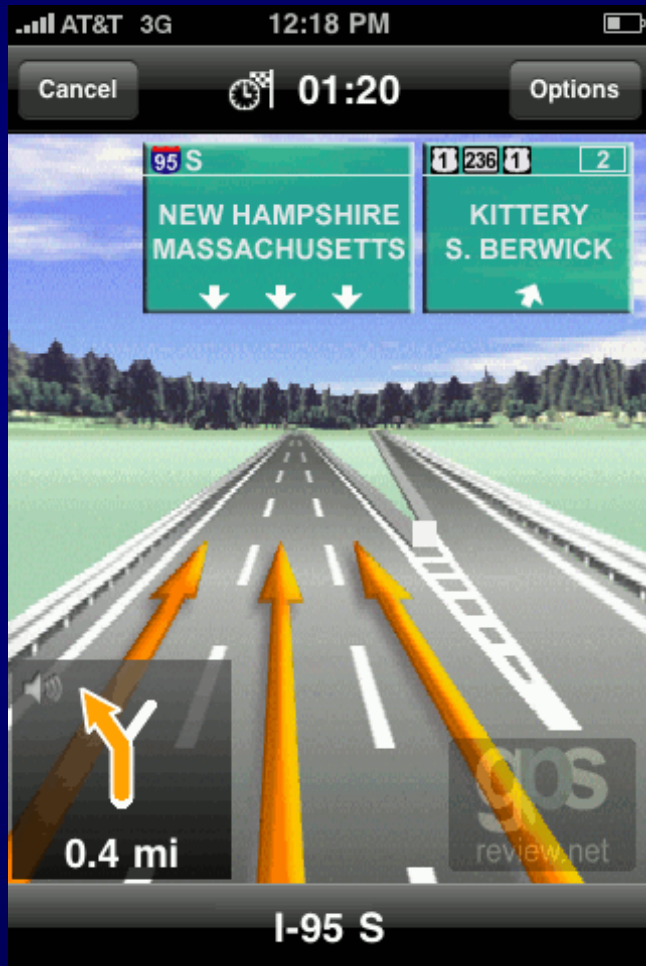 AT&T 3G 12:18 PM
Cancel 01:20 Options
95 S
NEW HAMPSHIRE
MASSACHUSETTS
1 236 1 2
KITTERY
S. BERWICK
0.4 mi
gps
review.net
I-95 S